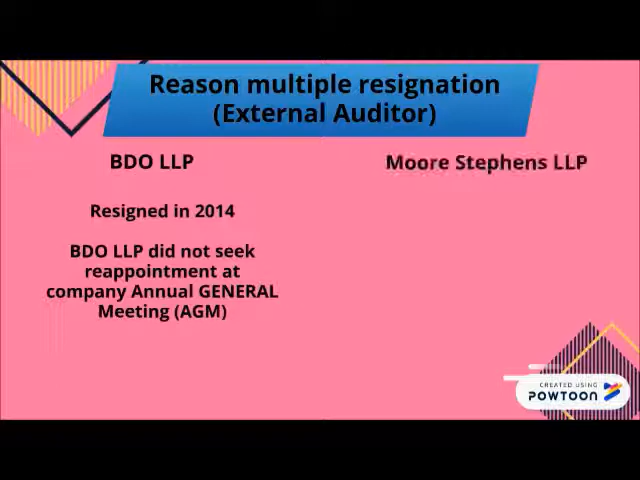 Reason multiple resignation
(External Auditor)
BDO LLP
Moore Stephens LLP
Resigned in 2014
BDO LLP did not seek
reappointment at
company Annual GENERAL
Meeting (AGM)
CREATED USING
POWTOON